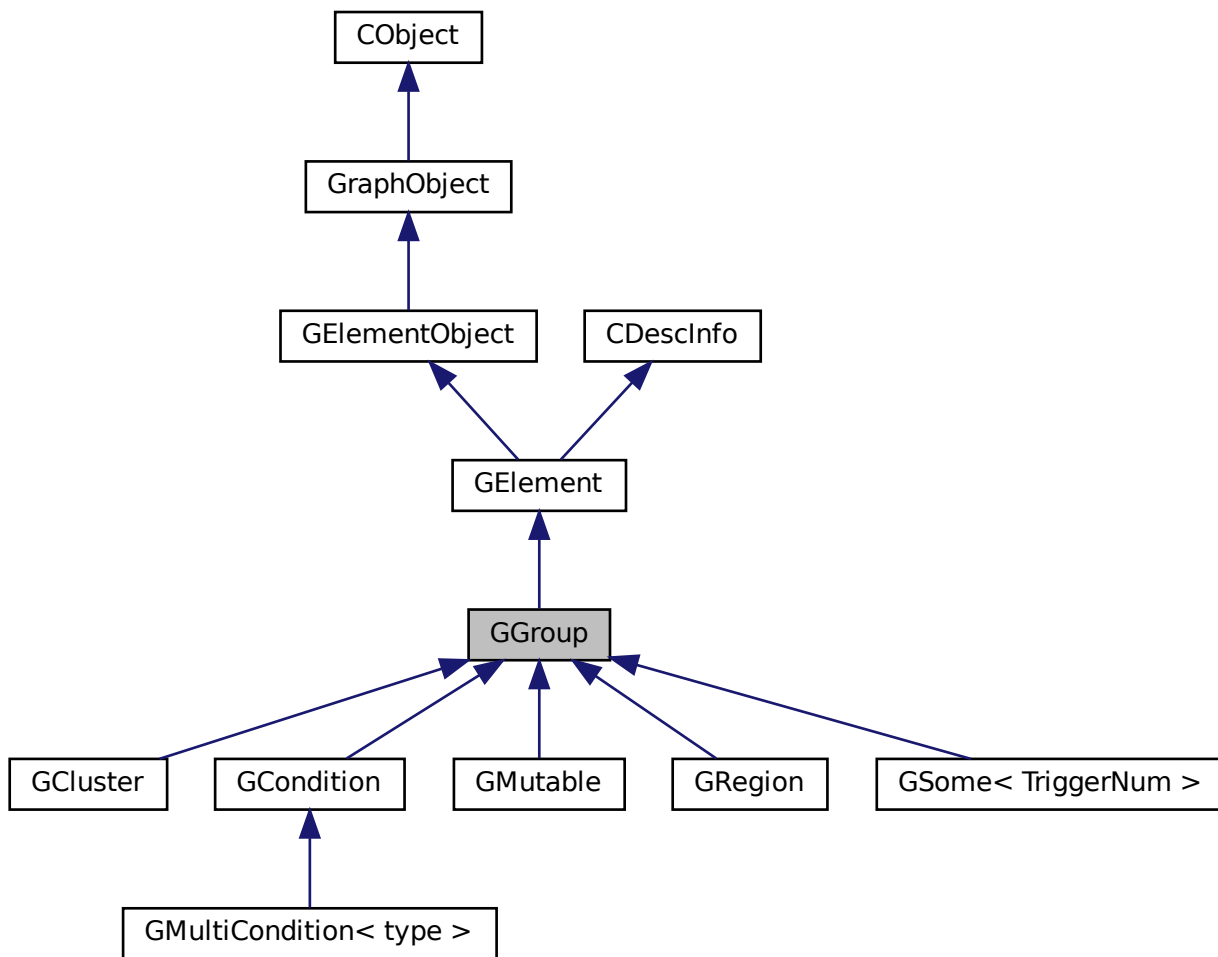 CObject
GraphObject
GElementObject
CDescInfo
GElement
GGroup
GCluster
GCondition
GMutable
GRegion
GSome< TriggerNum >
GMultiCondition< type >